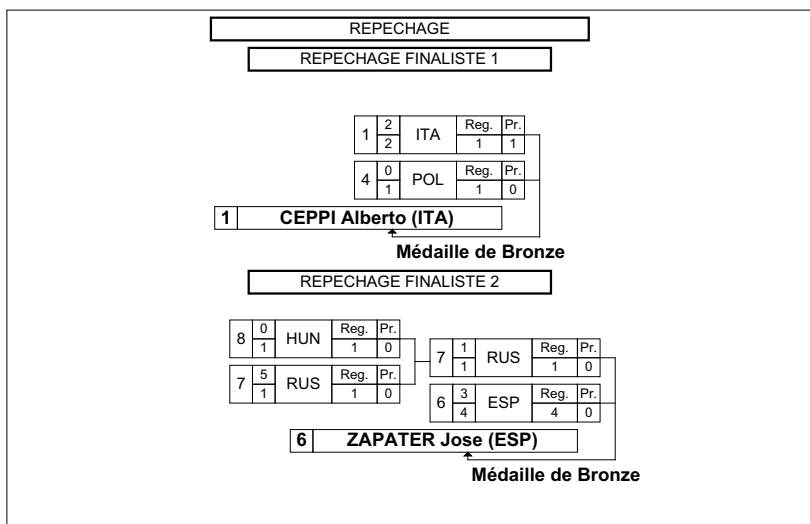 REPECHAGE
REPECHAGE FINALISTE 1
1 2 ITA Reg. Pr.
2 1 1
4 0 POL Reg. Pr.
1 1 0
1 CEPPI Alberto (ITA)
Médaille de Bronze
REPECHAGE FINALISTE 2
8 0 HUN Reg. Pr.
1 1 0
7 5 RUS Reg. Pr.
1 1 0
7 1 RUS Reg. Pr.
1 1 0
6 3 ESP Reg. Pr.
4 4 0
6 ZAPATER Jose (ESP)
Médaille de Bronze